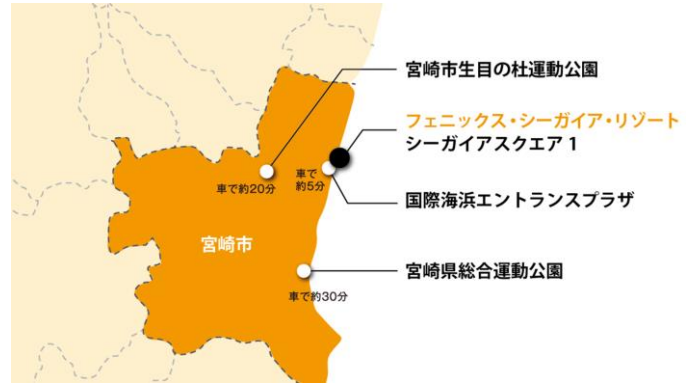 宮崎市生目の杜運動公園
フェニックス・シーガイア・リゾート
シーガイアスクエア 1
車で約20分
車で
約5分
国際海浜エントランスプラザ
宮崎市
宮崎県総合運動公園
車で約30分